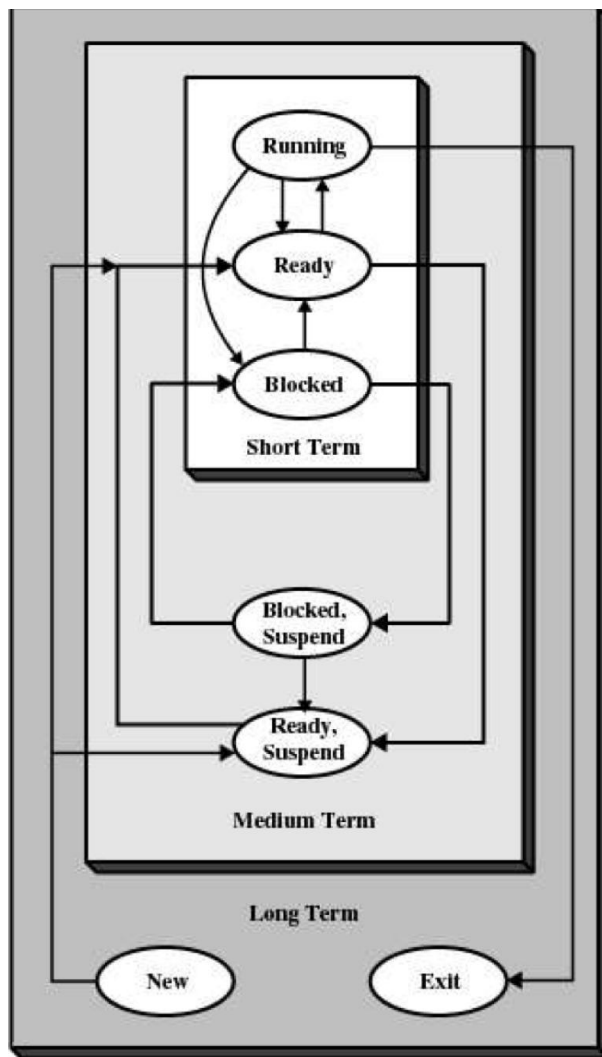 Running
Ready
Blocked
Short Term
Blocked,
Suspend
Ready,
Suspend
Medium Term
Long Term
New
Exit